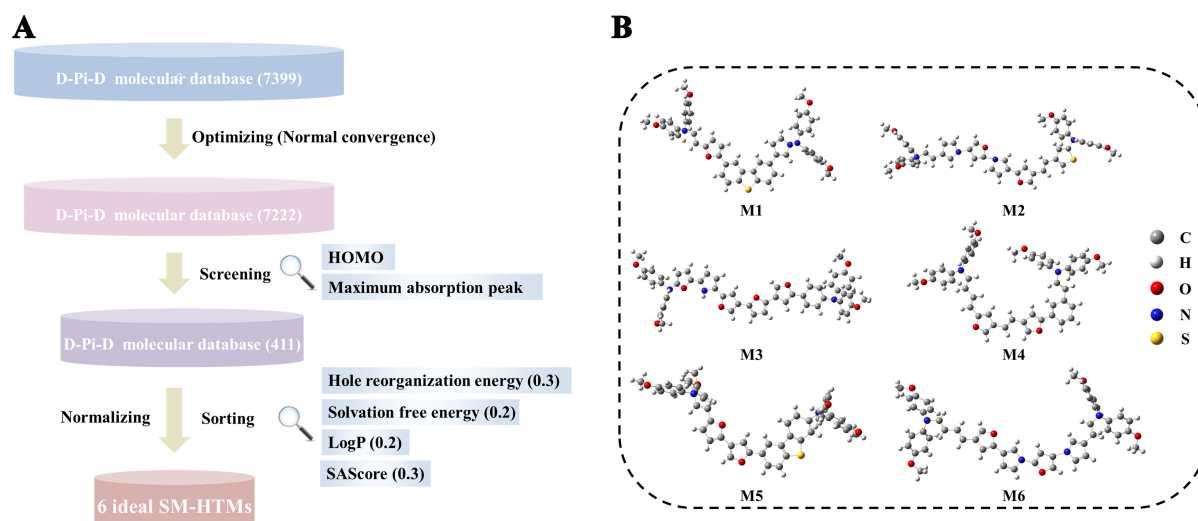 A
D-Pi-D molecular database (7399)
Optimizing (Normal convergence)
D-Pi-D molecular database (7222)
Screening
HOMO
Maximum absorption peak
D-Pi-D molecular database (411)
Normalizing
Sorting
Hole reorganization energy (0.3)
Solvation free energy (0.2)
LogP (0.2)
SAScore (0.3)
6 ideal SM-HTMs
B
M1
M2
M3
M4
M5
M6
C
H
O
N
S